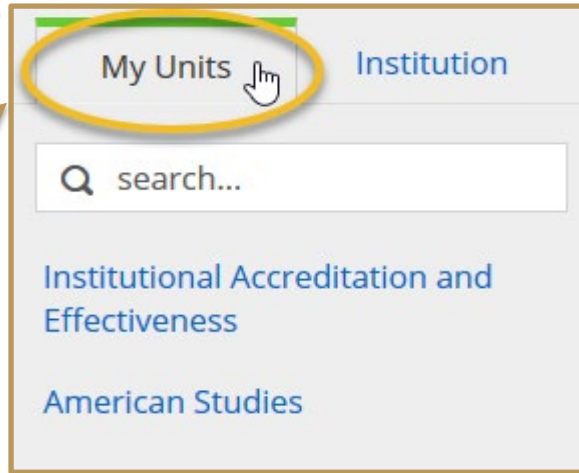 My Units Institution
search...
Institutional Accreditation and
Effectiveness
American Studies